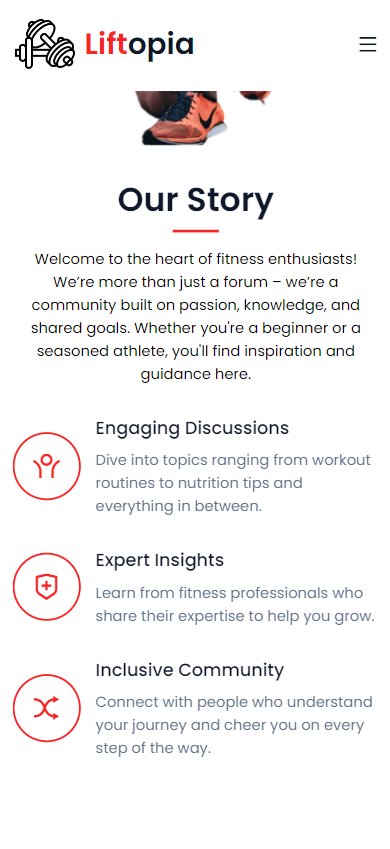 Liftopia
Our Story
Welcome to the heart of fitness enthusiasts!
We’re more than just a forum – we’re a
community built on passion, knowledge, and
shared goals. Whether you're a beginner or a
seasoned athlete, you'll find inspiration and
guidance here.
Engaging Discussions
Dive into topics ranging from workout
routines to nutrition tips and
everything in between.
Expert Insights
Learn from fitness professionals who
share their expertise to help you grow.
Inclusive Community
Connect with people who understand
your journey and cheer you on every
step of the way.